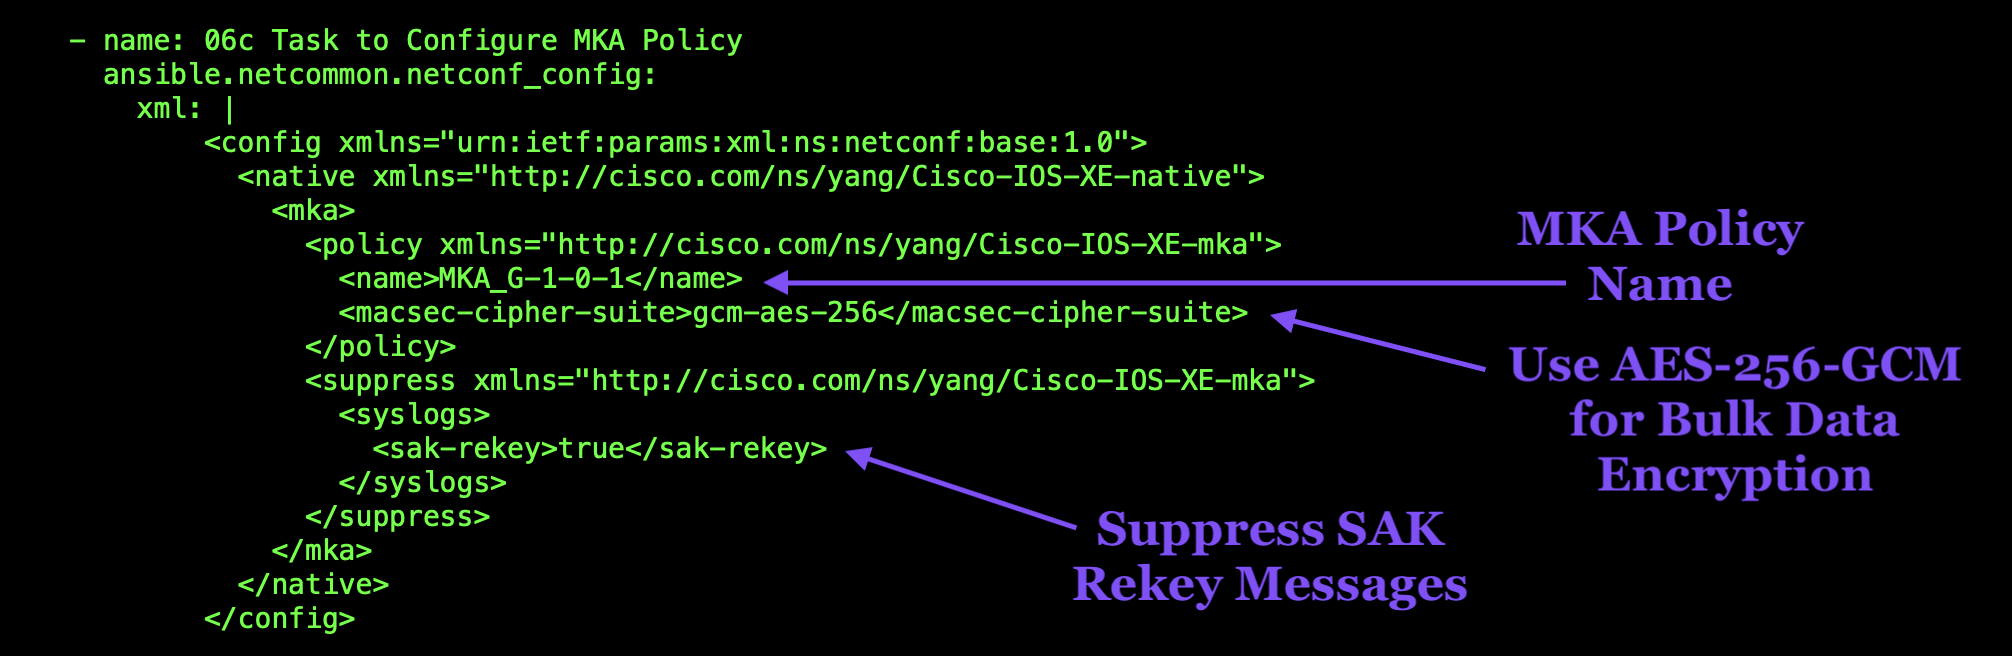 - name: 06c Task to Configure MKA Policy
ansible.netcommon.netconf_config:
xml: |
<config xmlns="urn:ietf:params:xml:ns:netconf:base:1.0">
<native xmlns="http://cisco.com/ns/yang/Cisco-IOS-XE-native">
<mka>
<policy xmlns="http://cisco.com/ns/yang/Cisco-IOS-XE-mka">
<name>MKA_G-1-0-1</name>
<macsec-cipher-suite>gcm-aes-256</macsec-cipher-suite>
</policy>
<suppress xmlns="http://cisco.com/ns/yang/Cisco-IOS-XE-mka">
<syslogs>
<sak-rekey>true</sak-rekey>
</syslogs>
</suppress>
</mka>
</native>
</config>
MKA Policy
Name
Use AES-256-GCM
for Bulk Data
Encryption
Suppress SAK
Rekey Messages